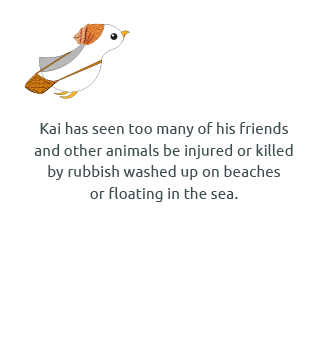 Kai has seen too many of his friends
and other animals be injured or killed
by rubbish washed up on beaches
or floating in the sea.